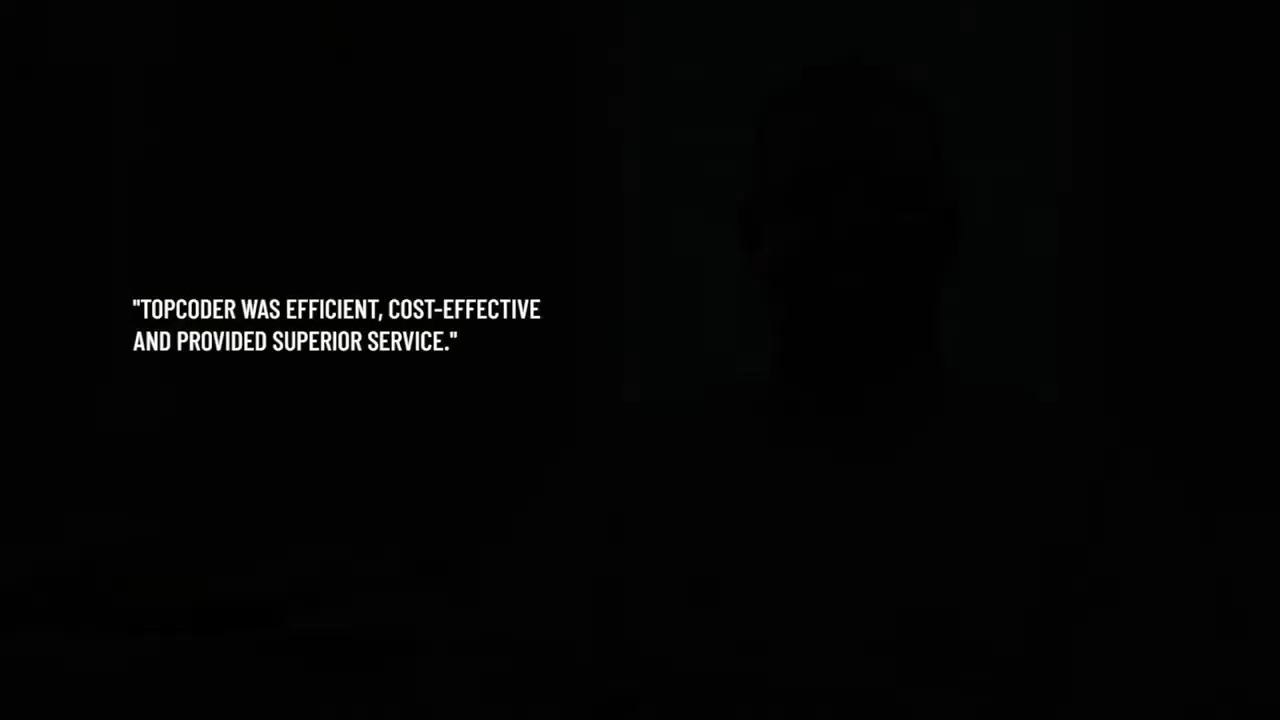 "TOPCODER WAS EFFICIENT, COST-EFFECTIVE
AND PROVIDED SUPERIOR SERVICE."